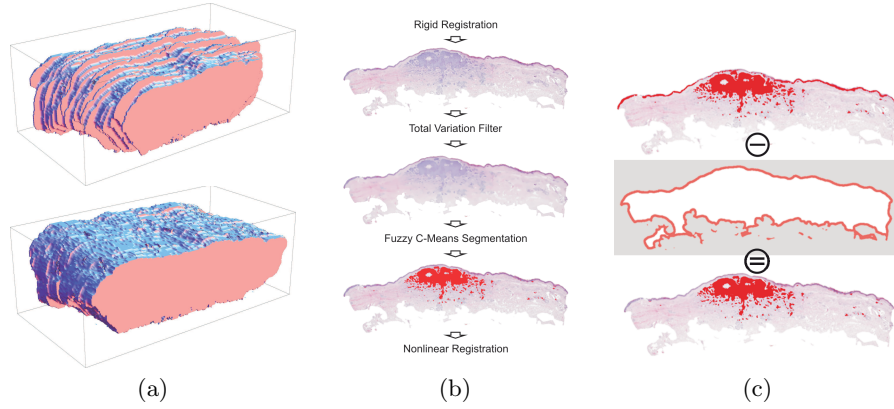 Rigid Registration
Total Variation Filter
Fuzzy C-Means Segmentation
Nonlinear Registration
(a)
(b)
(c)